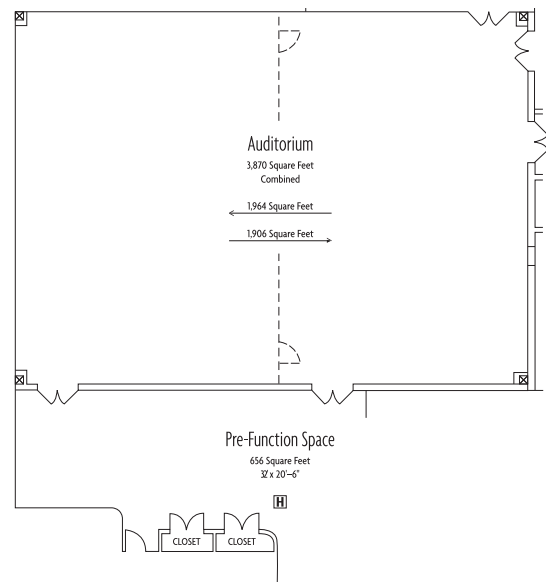 Auditorium
3,870 Square Feet
Combined
1,964 Square Feet
1,906 Square Feet
Pre-Function Space
656 Square Feet
32' x 20'–6"
H
CLOSET
CLOSET